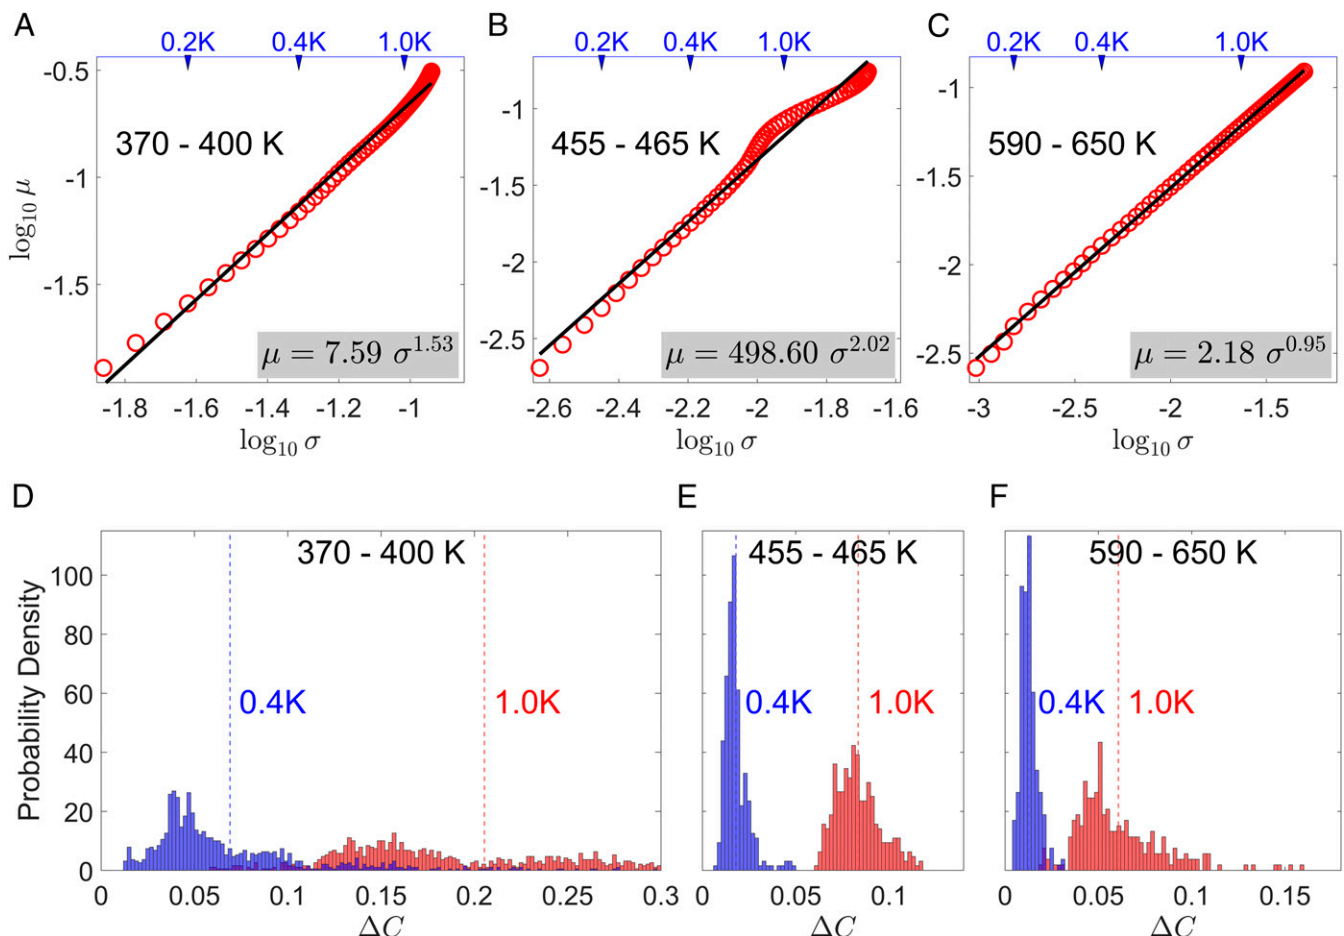 A
B
C
0.2K 0.4K 1.0K
0.2K 0.4K 1.0K
0.2K 0.4K 1.0K
370 - 400 K
455 - 465 K
590 - 650 K
-0.5
-1
-1.5
-1
-1.5
-2
-2.5
-1
-1.5
-2
-2.5
log₁₀ μ
μ = 7.59 σ^1.53
μ = 498.60 σ^2.02
μ = 2.18 σ^0.95
-1.8 -1.6 -1.4 -1.2 -1
-2.6 -2.4 -2.2 -2 -1.8 -1.6
-3 -2.5 -2 -1.5
log₁₀ σ
log₁₀ σ
log₁₀ σ
D
E
F
370 - 400 K
455 - 465 K
590 - 650 K
Probability Density
100
80
60
40
20
0
0.4K
1.0K
0.4K
1.0K
0.4K
1.0K
0 0.05 0.1 0.15 0.2 0.25 0.3
0 0.05 0.1
0 0.05 0.1 0.15
ΔC
ΔC
ΔC